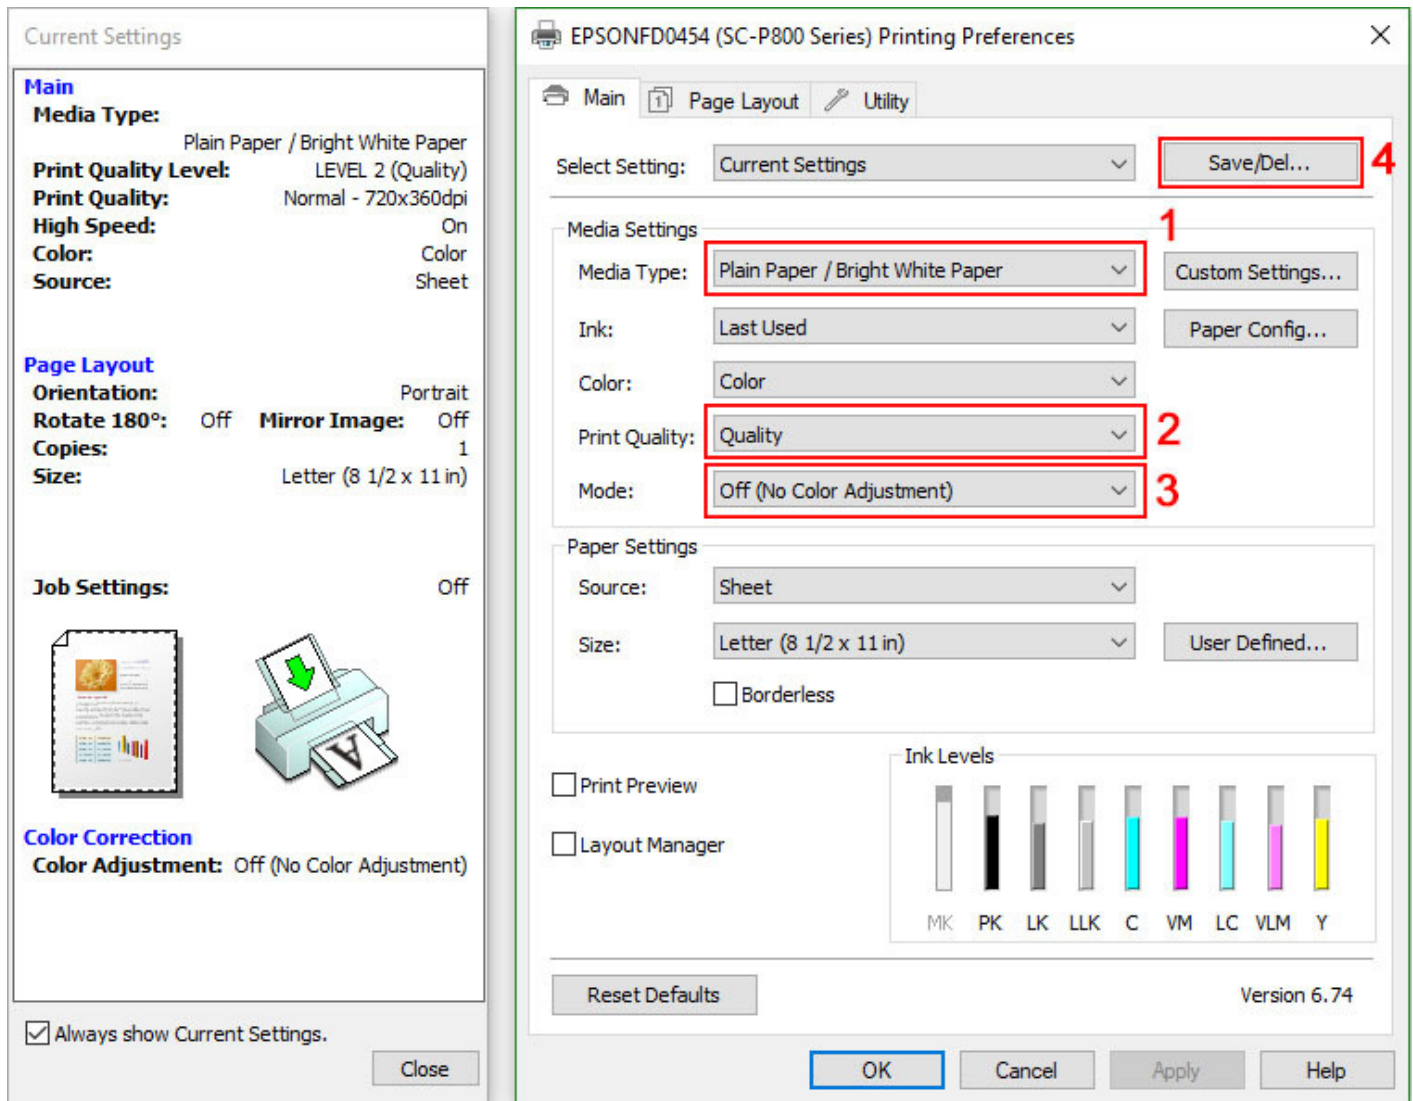 Current Settings
Main
Media Type:
Plain Paper / Bright White Paper
Print Quality Level: LEVEL 2 (Quality)
Print Quality: Normal - 720x360dpi
High Speed: On
Color: Color
Source: Sheet
Page Layout
Orientation: Portrait
Rotate 180°: Off Mirror Image: Off
Copies: 1
Size: Letter (8 1/2 x 11 in)
Job Settings: Off
A
Color Correction
Color Adjustment: Off (No Color Adjustment)
Always show Current Settings.
Close
EPSONFD0454 (SC-P800 Series) Printing Preferences
Main 1 Page Layout Utility
Select Setting: Current Settings Save/Del... 4
Media Settings 1
Media Type: Plain Paper / Bright White Paper Custom Settings...
Ink: Last Used Paper Config...
Color: Color
Print Quality: Quality 2
Mode: Off (No Color Adjustment) 3
Paper Settings
Source: Sheet
Size: Letter (8 1/2 x 11 in) User Defined...
Borderless
Print Preview
Layout Manager
Ink Levels
MK PK LK LLK C VM LC VLM Y
Reset Defaults Version 6.74
OK Cancel Apply Help